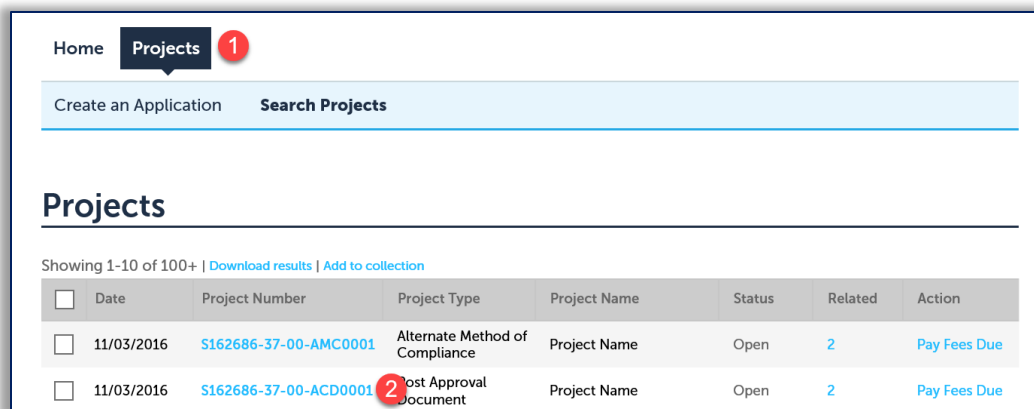 Home Projects 1
Create an Application Search Projects
Projects
Showing 1-10 of 100+ | Download results | Add to collection
Date Project Number Project Type Project Name Status Related Action
11/03/2016 S162686-37-00-AMC0001 Alternate Method of Compliance Project Name Open 2 Pay Fees Due
11/03/2016 S162686-37-00-ACD0001 2 Post Approval Document Project Name Open 2 Pay Fees Due